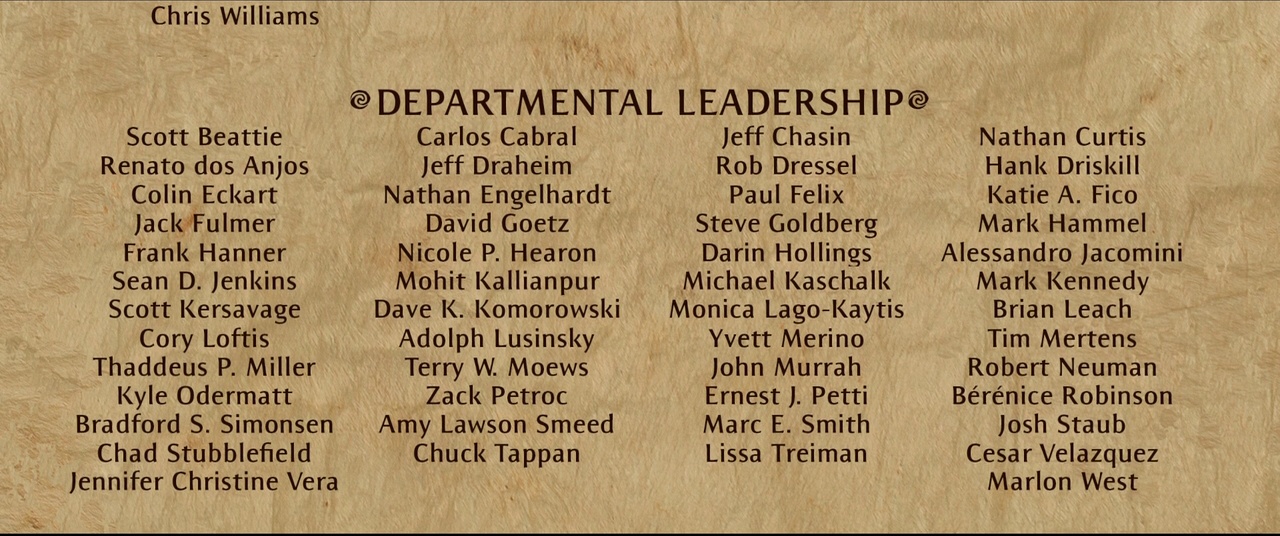 Chris Williams
DEPARTMENTAL LEADERSHIP
Scott Beattie Carlos Cabral Jeff Chasin Nathan Curtis
Renato dos Anjos Jeff Draheim Rob Dressel Hank Driskill
Colin Eckart Nathan Engelhardt Paul Felix Katie A. Fico
Jack Fulmer David Goetz Steve Goldberg Mark Hammel
Frank Hanner Nicole P. Hearon Darin Hollings Alessandro Jacomini
Sean D. Jenkins Mohit Kallianpur Michael Kaschalk Mark Kennedy
Scott Kersavage Dave K. Komorowski Monica Lago-Kaytis Brian Leach
Cory Loftis Adolph Lusinsky Yvett Merino Tim Mertens
Thaddeus P. Miller Terry W. Moews John Murrah Robert Neuman
Kyle Odermatt Zack Petroc Ernest J. Petti Bérénice Robinson
Bradford S. Simonsen Amy Lawson Smeed Marc E. Smith Josh Staub
Chad Stubblefield Chuck Tappan Lissa Treiman Cesar Velazquez
Jennifer Christine Vera Marlon West